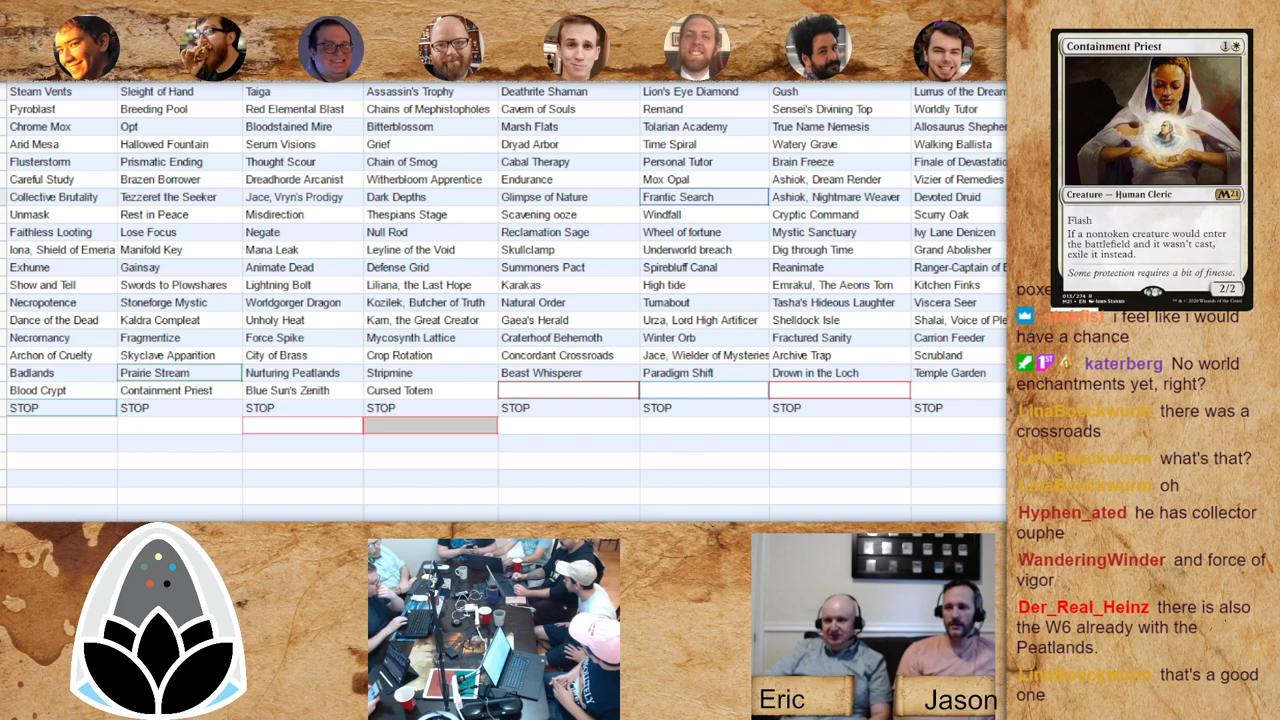 Steam Vents Sleight of Hand Taiga Assassin's Trophy Deathrite Shaman Lion's Eye Diamond Gush Lurrus of the Dream
Pyroblast Breeding Pool Red Elemental Blast Chains of Mephistopheles Cavern of Souls Remand Sensei's Divining Top Worldly Tutor
Chrome Mox Opt Bloodstained Mire Bitterblossom Marsh Flats Tolarian Academy True Name Nemesis Allosaurus Shepher
Arid Mesa Hallowed Fountain Serum Visions Grief Dryad Arbor Time Spiral Watery Grave Walking Ballista
Flusterstorm Prismatic Ending Thought Scour Chain of Smog Cabal Therapy Personal Tutor Brain Freeze Finale of Devastatio
Careful Study Brazen Borrower Dreadhorde Arcanist Witherbloom Apprentice Endurance Mox Opal Ashiok, Dream Render Vizier of Remedies
Collective Brutality Tezzeret the Seeker Jace, Vryn's Prodigy Dark Depths Glimpse of Nature Frantic Search Ashiok, Nightmare Weaver Devoted Druid
Unmask Rest in Peace Misdirection Thespians Stage Scavening ooze Windfall Cryptic Command Scurry Oak
Faithless Looting Lose Focus Negate Null Rod Reclamation Sage Wheel of fortune Mystic Sanctuary Ivy Lane Denizen
Iona, Shield of Emeria Manifold Key Mana Leak Leyline of the Void Skullclamp Underworld breach Dig through Time Grand Abolisher
Exhume Gainsay Animate Dead Defense Grid Summoners Pact Spirebluff Canal Reanimate Ranger-Captain of E
Show and Tell Swords to Plowshares Lightning Bolt Liliana, the Last Hope Karakas High tide Emrakul, The Aeons Torn Kitchen Finks
Necropotence Stoneforge Mystic Worldgorger Dragon Kozilek, Butcher of Truth Natural Order Turnabout Tasha's Hideous Laughter Viscera Seer
Dance of the Dead Kaldra Compleat Unholy Heat Karn, the Great Creator Gaea's Herald Urza, Lord High Artificer Shelldock Isle Shalai, Voice of Ple
Necromancy Fragmentize Force Spike Mycosynth Lattice Craterhoof Behemoth Winter Orb Fractured Sanity Carrion Feeder
Archon of Cruelty Skyclave Apparition City of Brass Crop Rotation Concordant Crossroads Jace, Wielder of Mysteries Archive Trap Scrubland
Badlands Prairie Stream Nurturing Peatlands Stripmine Beast Whisperer Paradigm Shift Drown in the Loch Temple Garden
Blood Crypt Containment Priest Blue Sun's Zenith Cursed Totem
STOP STOP STOP STOP STOP STOP STOP STOP
Eric Jason
Containment Priest 1
Creature — Human Cleric M21
Flash
If a nontoken creature would enter
the battlefield and it wasn't cast,
exile it instead.
Some protection requires a bit of finesse.
2/2
i feel like i would
have a chance
1ST katerberg No world
enchantments yet, right?
LinaBoeckwurm there was a
crossroads
LinaBoeckwurm what's that?
LinaBoeckwurm oh
Hyphen_ated he has collector
ouphe
WanderingWinder and force of
vigor
Der_Real_Heinz there is also
the W6 already with the
Peatlands.
LinaBoeckwurm that's a good
one